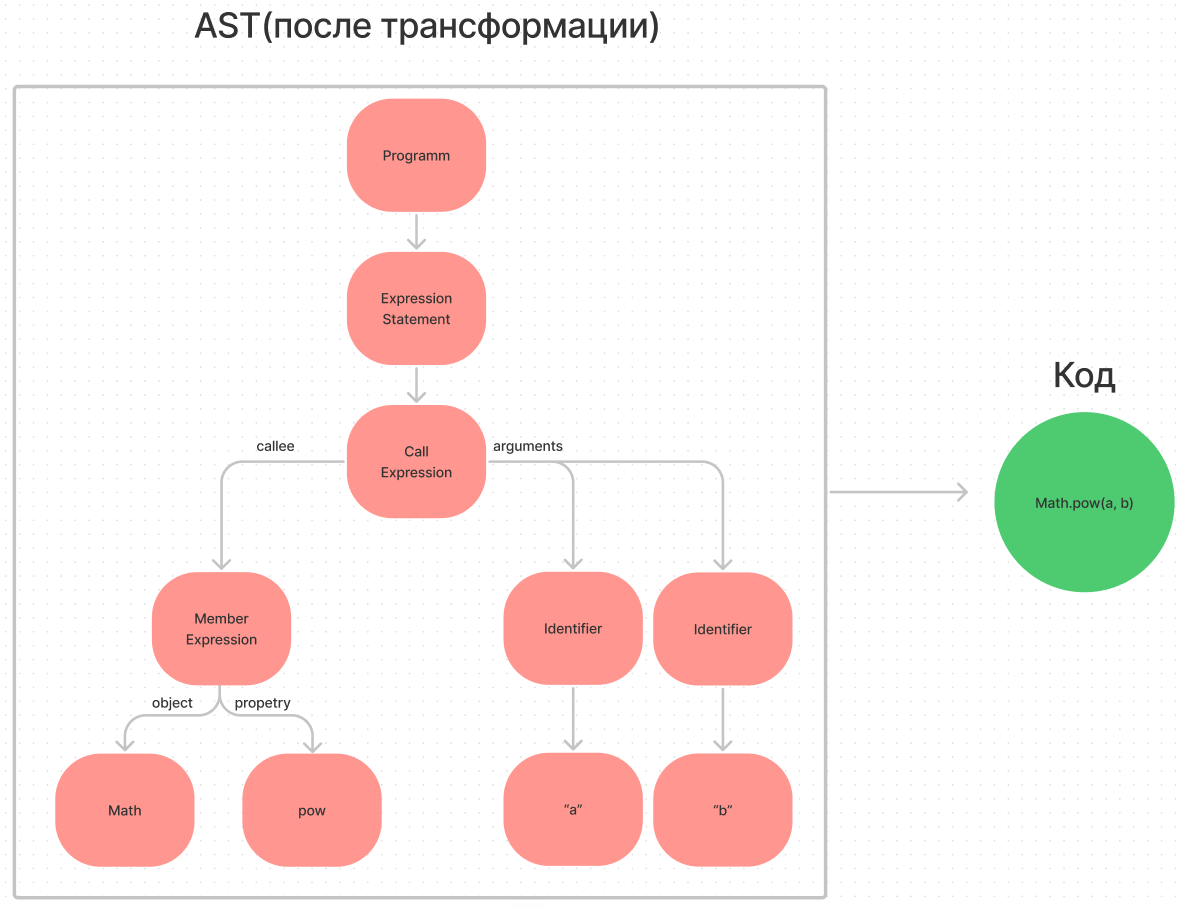 AST(после трансформации)
Programm
Expression
Statement
Код
callee
Call
Expression
arguments
Math.pow(a, b)
Member
Expression
Identifier
Identifier
object
propetry
Math
pow
“a”
“b”